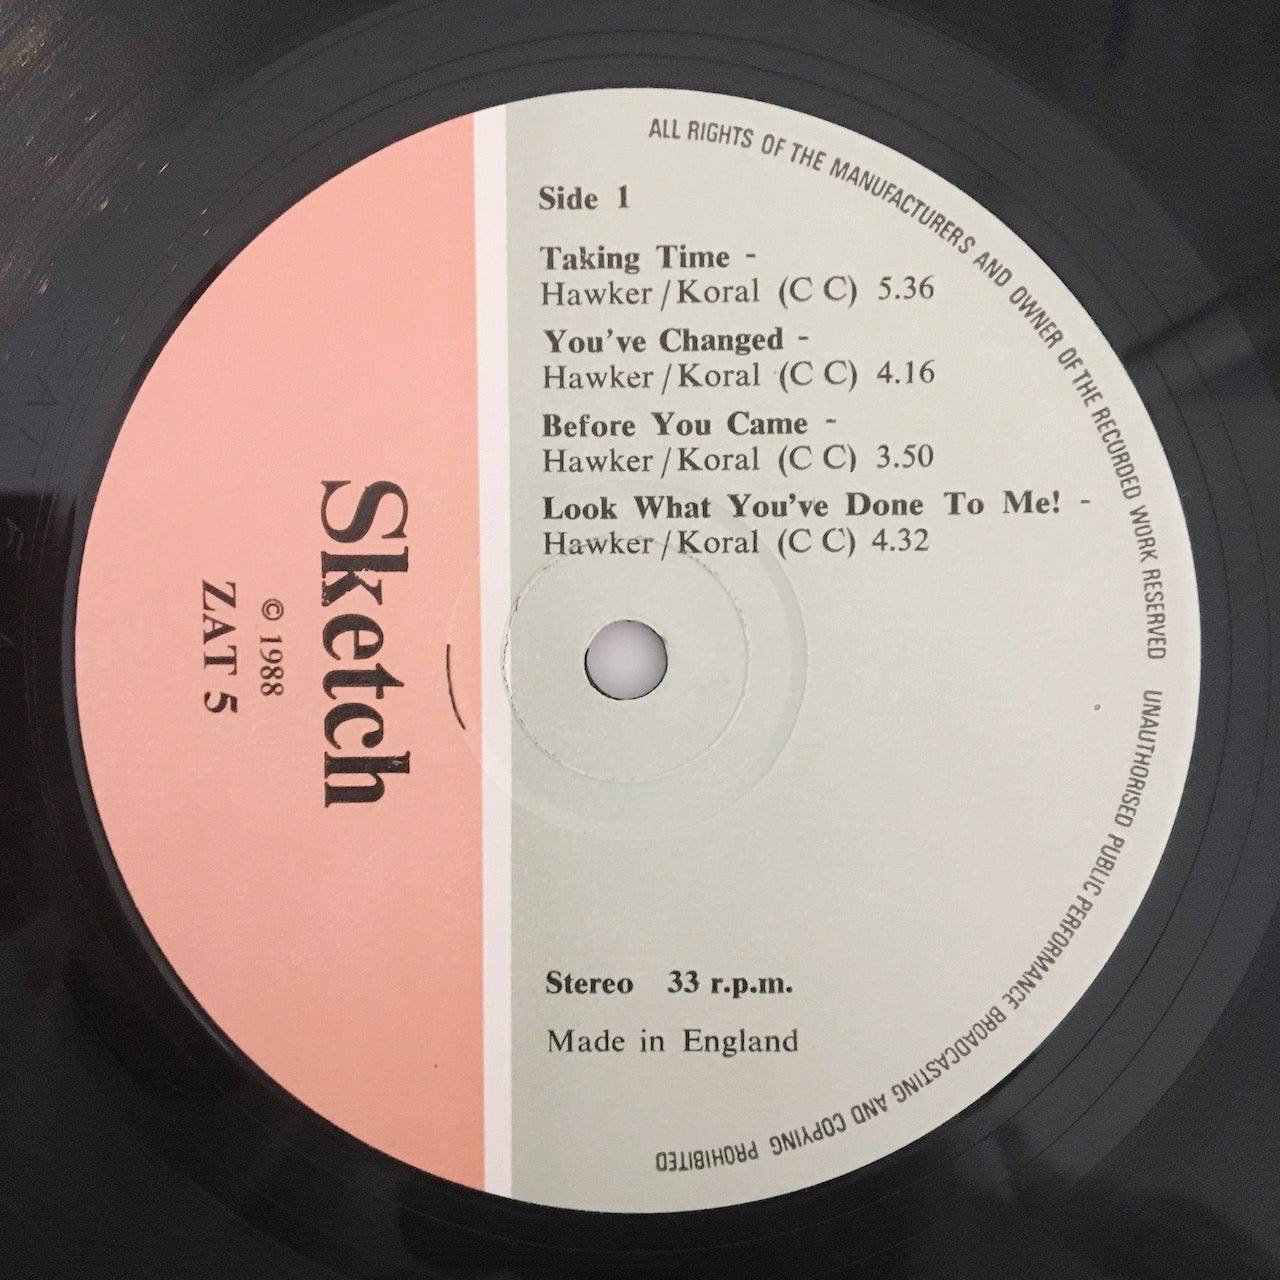 Sketch
© 1988
ZAT 5
Side 1
Taking Time -
Hawker/Koral (C C) 5.36
You've Changed -
Hawker/Koral (C C) 4.16
Before You Came -
Hawker/Koral (C C) 3.50
Look What You've Done To Me! -
Hawker/Koral (C C) 4.32
Stereo 33 r.p.m.
Made in England
ALL RIGHTS OF THE MANUFACTURERS AND OWNER OF THE RECORDED WORK RESERVED UNAUTHORISED PUBLIC PERFORMANCE BROADCASTING AND COPYING PROHIBITED